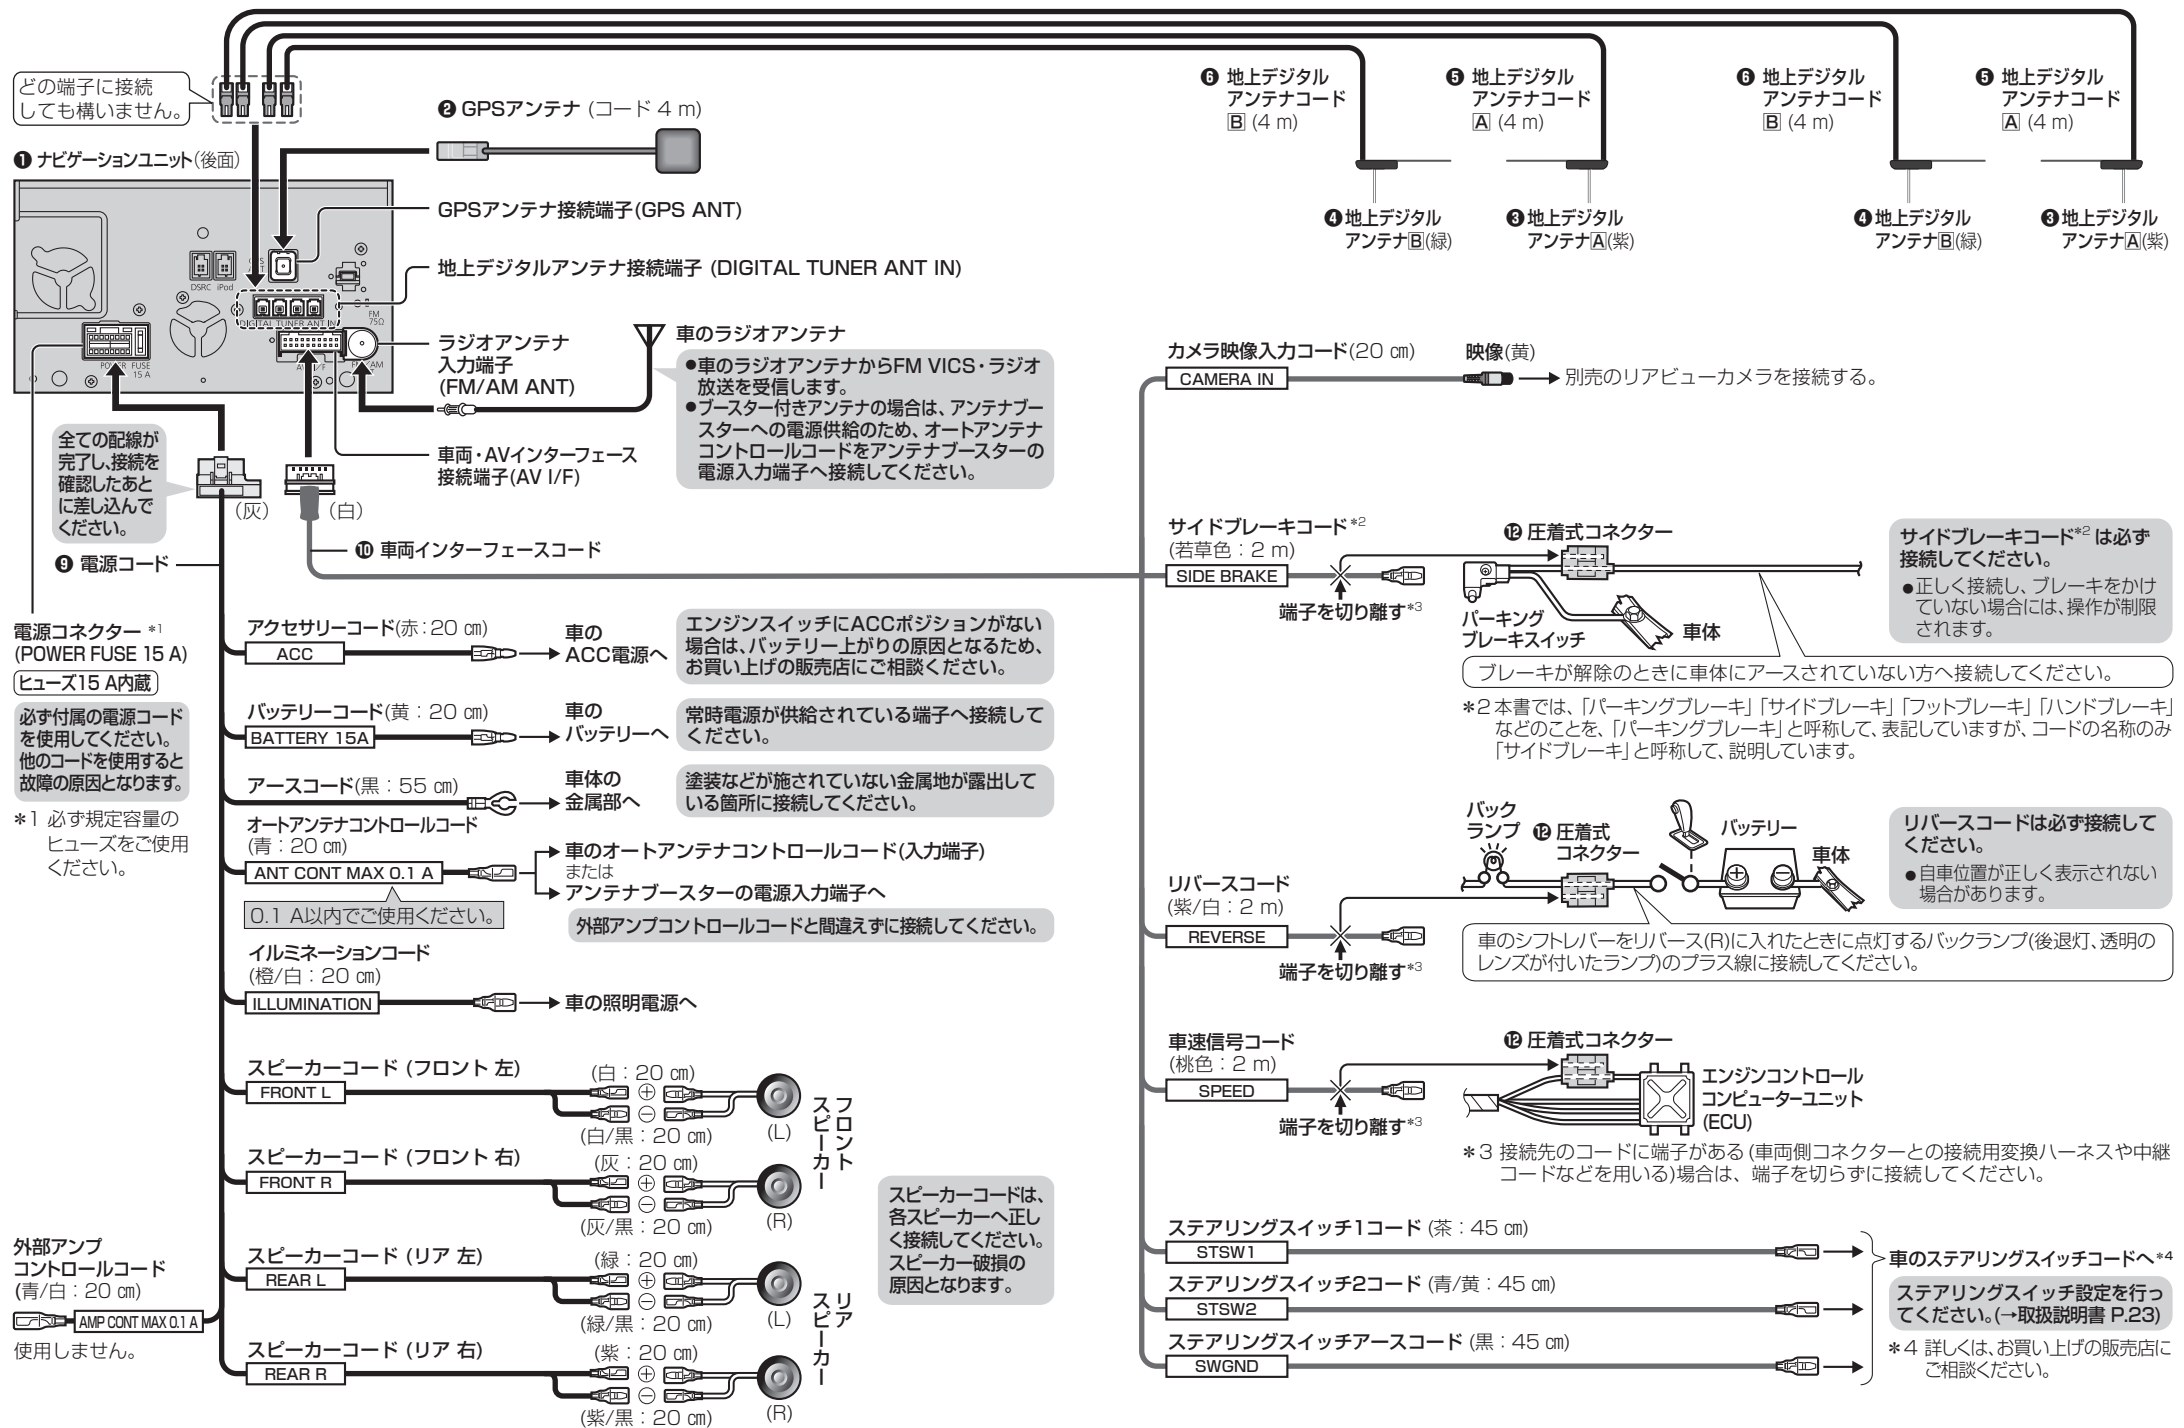 どの端子に接続
しても構いません。
❷ GPSアンテナ (コード 4 m)
❶ ナビゲーションユニット(後面)
GPSアンテナ接続端子(GPS ANT)
地上デジタルアンテナ接続端子 (DIGITAL TUNER ANT IN)
DSRC iPod
DIGITAL TUNER ANT IN
FM
75Ω
POWER FUSE
15 A
AV I/F
FM/AM
ラジオアンテナ
入力端子
(FM/AM ANT)
車両・AVインターフェース
接続端子(AV I/F)
車のラジオアンテナ
●車のラジオアンテナからFM VICS・ラジオ
放送を受信します。
●ブースター付きアンテナの場合は、アンテナブー
スターへの電源供給のため、オートアンテナ
コントロールコードをアンテナブースターの
電源入力端子へ接続してください。
❻ 地上デジタル
アンテナコード
B (4 m)
❺ 地上デジタル
アンテナコード
A (4 m)
❻ 地上デジタル
アンテナコード
B (4 m)
❺ 地上デジタル
アンテナコード
A (4 m)
❹地上デジタル
アンテナB(緑)
❸地上デジタル
アンテナA(紫)
❹地上デジタル
アンテナB(緑)
❸地上デジタル
アンテナA(紫)
全ての配線が
完了し、接続を
確認したあと
に差し込んで
ください。
(灰)
(白)
❾ 電源コード
❿ 車両インターフェースコード
電源コネクター *1
(POWER FUSE 15 A)
ヒューズ15 A内蔵
必ず付属の電源コード
を使用してください。
他のコードを使用すると
故障の原因となります。
*1 必ず規定容量の
ヒューズをご使用
ください。
アクセサリーコード(赤：20 ㎝)
ACC
車の
ACC電源へ
エンジンスイッチにACCポジションがない
場合は、バッテリー上がりの原因となるため、
お買い上げの販売店にご相談ください。
バッテリーコード(黄：20 ㎝)
BATTERY 15A
車の
バッテリーへ
常時電源が供給されている端子へ接続して
ください。
アースコード(黒：55 ㎝)
車体の
金属部へ
塗装などが施されていない金属地が露出して
いる箇所に接続してください。
オートアンテナコントロールコード
(青：20 ㎝)
ANT CONT MAX 0.1 A
0.1 A以内でご使用ください。
車のオートアンテナコントロールコード(入力端子)
または
アンテナブースターの電源入力端子へ
外部アンプコントロールコードと間違えずに接続してください。
イルミネーションコード
(橙/白：20 ㎝)
ILLUMINATION
車の照明電源へ
スピーカーコード (フロント 左)
FRONT L
(白：20 ㎝)
⊕
⊖
(白/黒：20 ㎝)
(L)
スピーカーコード (フロント 右)
FRONT R
(灰：20 ㎝)
⊕
⊖
(灰/黒：20 ㎝)
(R)
フロント
スピーカー
スピーカーコード (リア 左)
REAR L
(緑：20 ㎝)
⊕
⊖
(緑/黒：20 ㎝)
(L)
スピーカーコード (リア 右)
REAR R
(紫：20 ㎝)
⊕
⊖
(紫/黒：20 ㎝)
(R)
リア
スピーカー
スピーカーコードは、
各スピーカーへ正し
く接続してください。
スピーカー破損の
原因となります。
外部アンプ
コントロールコード
(青/白：20 ㎝)
AMP CONT MAX 0.1 A
使用しません。
カメラ映像入力コード(20 ㎝)
CAMERA IN
映像(黄)
別売のリアビューカメラを接続する。
サイドブレーキコード*2
(若草色：2 m)
SIDE BRAKE
端子を切り離す*3
⓬ 圧着式コネクター
パーキング
ブレーキスイッチ
車体
サイドブレーキコード*2 は必ず
接続してください。
●正しく接続し、ブレーキをかけ
ていない場合には、操作が制限
されます。
ブレーキが解除のときに車体にアースされていない方へ接続してください。
*2 本書では、「パーキングブレーキ」「サイドブレーキ」「フットブレーキ」「ハンドブレーキ」
などのことを、「パーキングブレーキ」と呼称して、表記していますが、コードの名称のみ
「サイドブレーキ」と呼称して、説明しています。
リバースコード
(紫/白：2 m)
REVERSE
端子を切り離す*3
バック
ランプ
⓬ 圧着式
コネクター
バッテリー
⊕
⊖
車体
リバースコードは必ず接続して
ください。
●自車位置が正しく表示されない
場合があります。
車のシフトレバーをリバース(R)に入れたときに点灯するバックランプ(後退灯、透明の
レンズが付いたランプ)のプラス線に接続してください。
車速信号コード
(桃色：2 m)
SPEED
端子を切り離す*3
⓬ 圧着式コネクター
エンジンコントロール
コンピューターユニット
(ECU)
*3 接続先のコードに端子がある (車両側コネクターとの接続用変換ハーネスや中継
コードなどを用いる)場合は、端子を切らずに接続してください。
ステアリングスイッチ1コード (茶：45 ㎝)
STSW1
ステアリングスイッチ2コード (青/黄：45 ㎝)
STSW2
ステアリングスイッチアースコード (黒：45 ㎝)
SWGND
車のステアリングスイッチコードへ*4
ステアリングスイッチ設定を行っ
てください。(→取扱説明書 P.23)
*4 詳しくは、お買い上げの販売店に
ご相談ください。